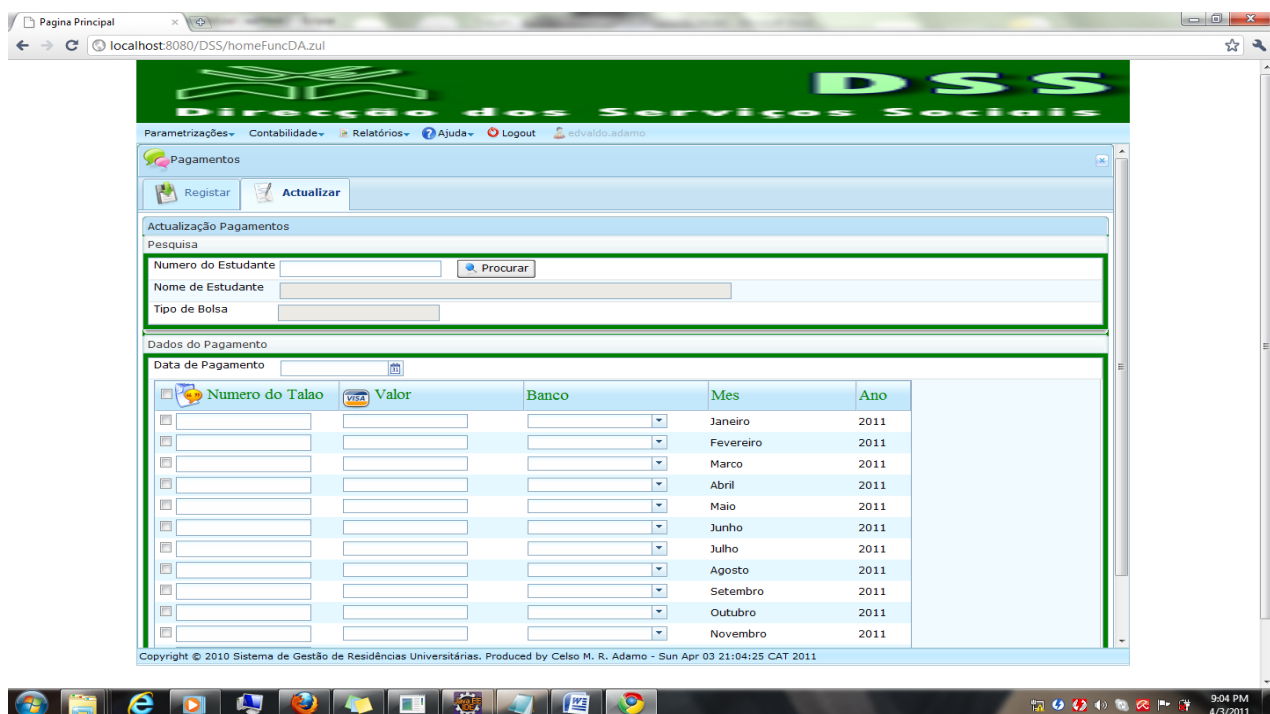 Pagina Principal
localhost:8080/DSS/homeFuncDA.zul
DSS
Direcção dos Serviços Sociais
Parametrizações Contabilidade Relatórios Ajuda Logout edvaldo.adamo
Pagamentos
Registar Actualizar
Actualização Pagamentos
Pesquisa
Numero do Estudante Procurar
Nome de Estudante
Tipo de Bolsa
Dados do Pagamento
Data de Pagamento
Numero do Talao VISA Valor Banco Mes Ano
Janeiro 2011
Fevereiro 2011
Marco 2011
Abril 2011
Maio 2011
Junho 2011
Julho 2011
Agosto 2011
Setembro 2011
Outubro 2011
Novembro 2011
Copyright © 2010 Sistema de Gestão de Residências Universitárias. Produced by Celso M. R. Adamo - Sun Apr 03 21:04:25 CAT 2011
9:04 PM
4/3/2011